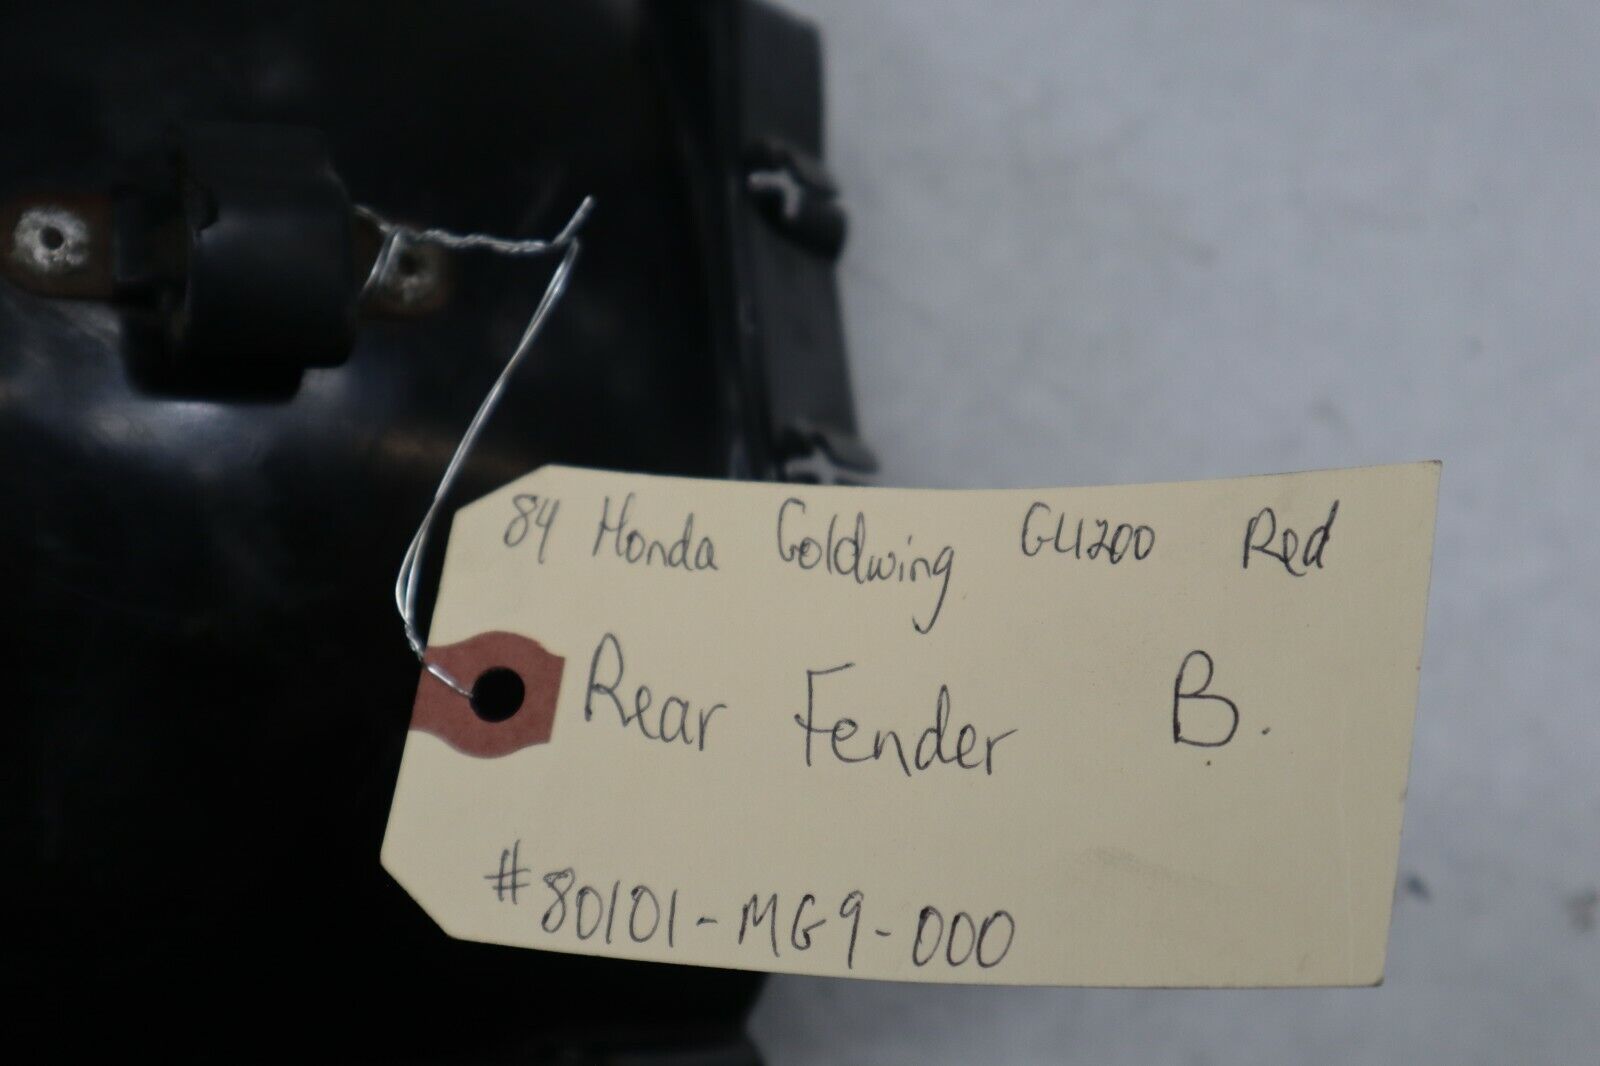 84 Honda Goldwing GL1200 Red
Rear Fender B.
#80101-MG9-000